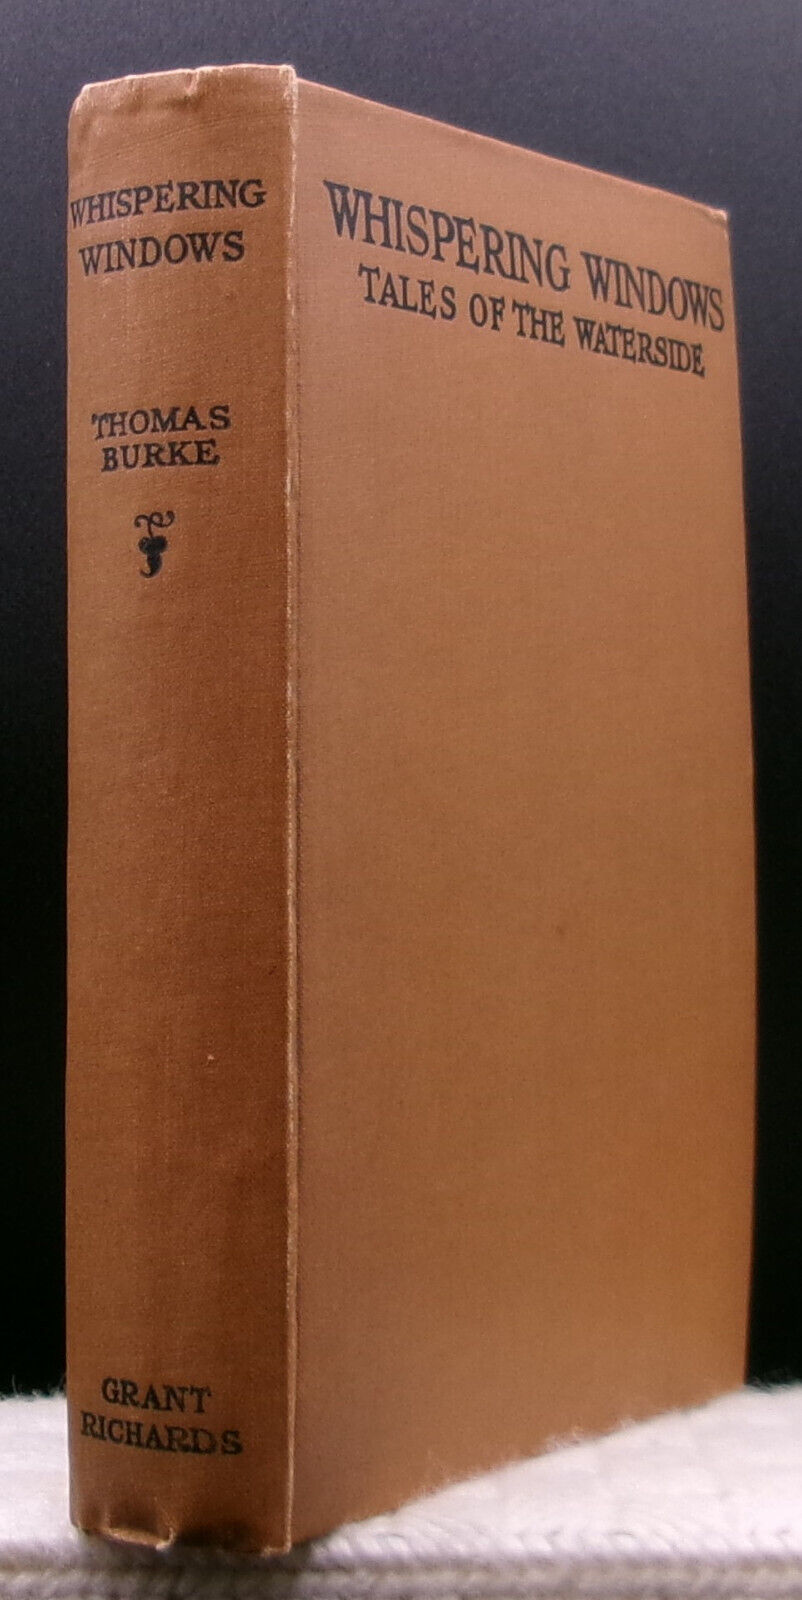 WHISPERING
WINDOWS
THOMAS
BURKE
GRANT
RICHARDS
WHISPERING WINDOWS
TALES OF THE WATERSIDE